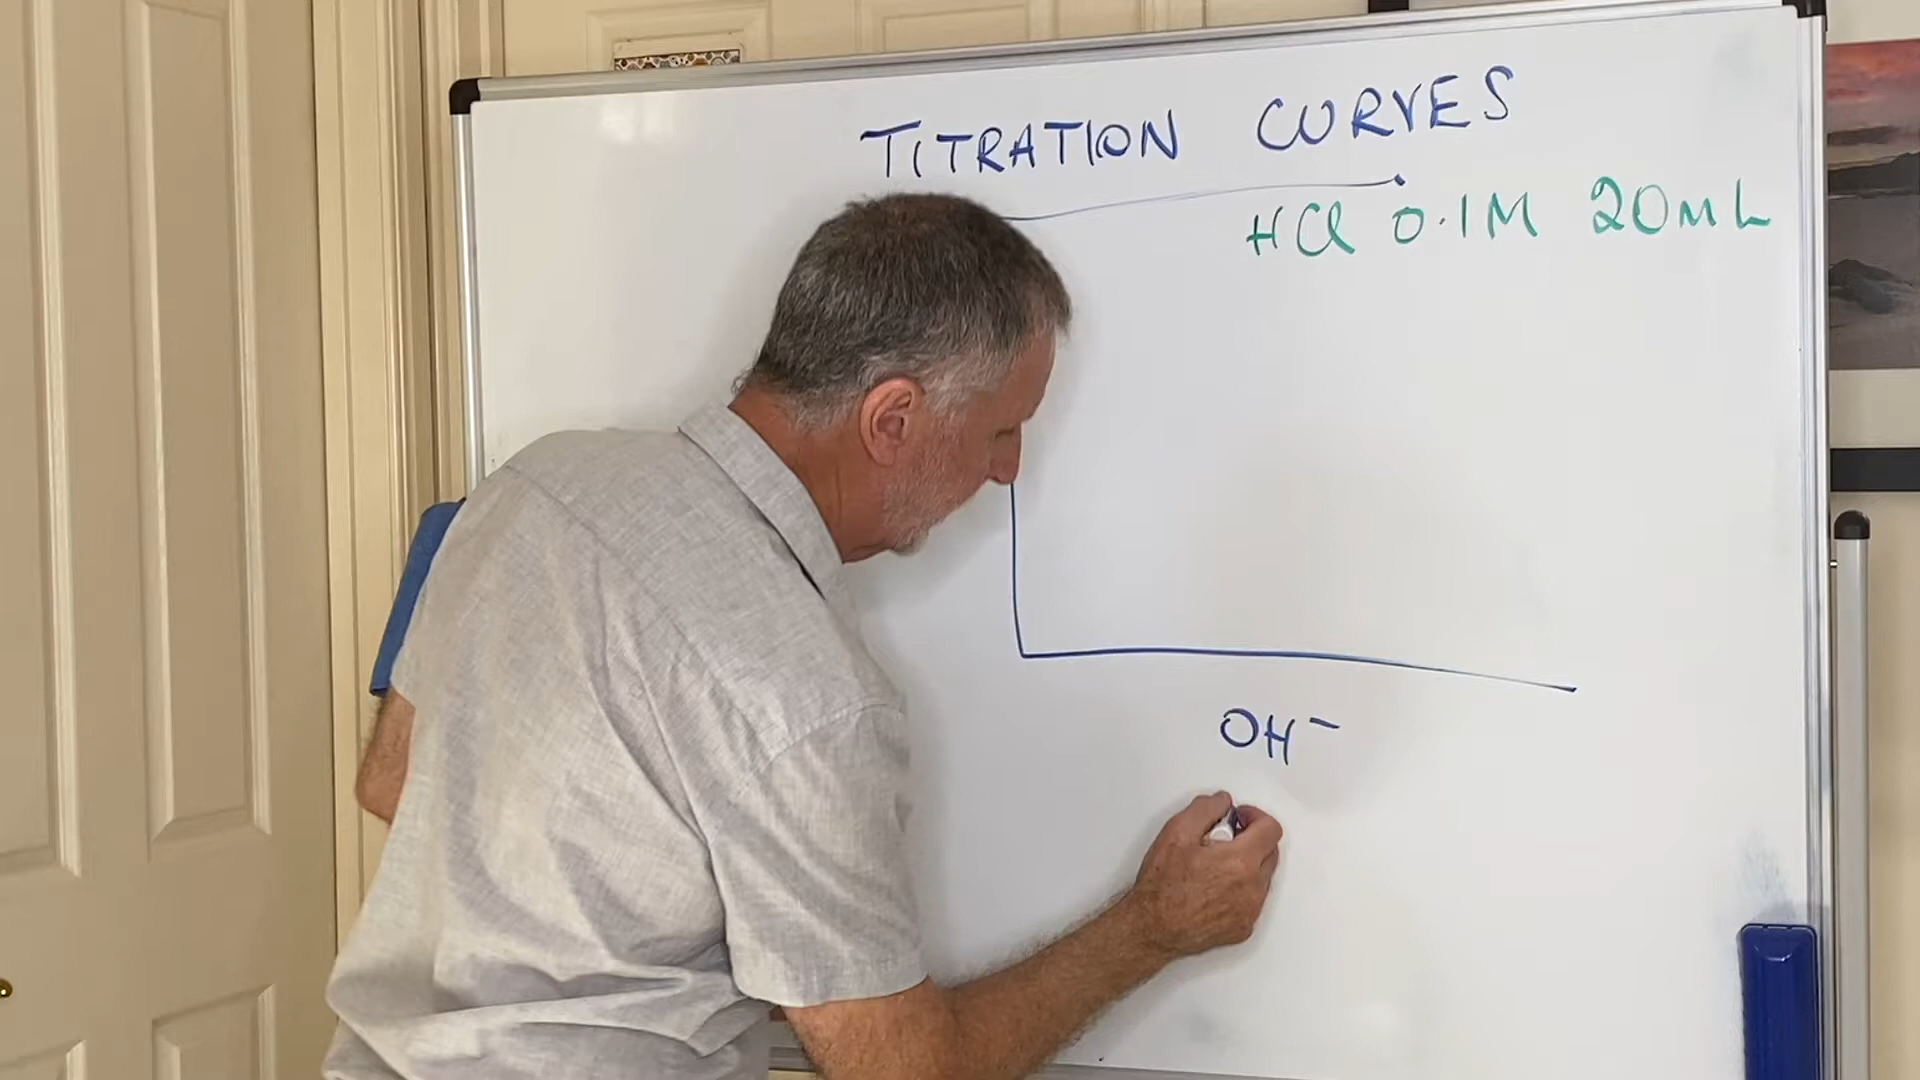 TITRATION CURVES
HCl 0.1M 20mL
OH⁻